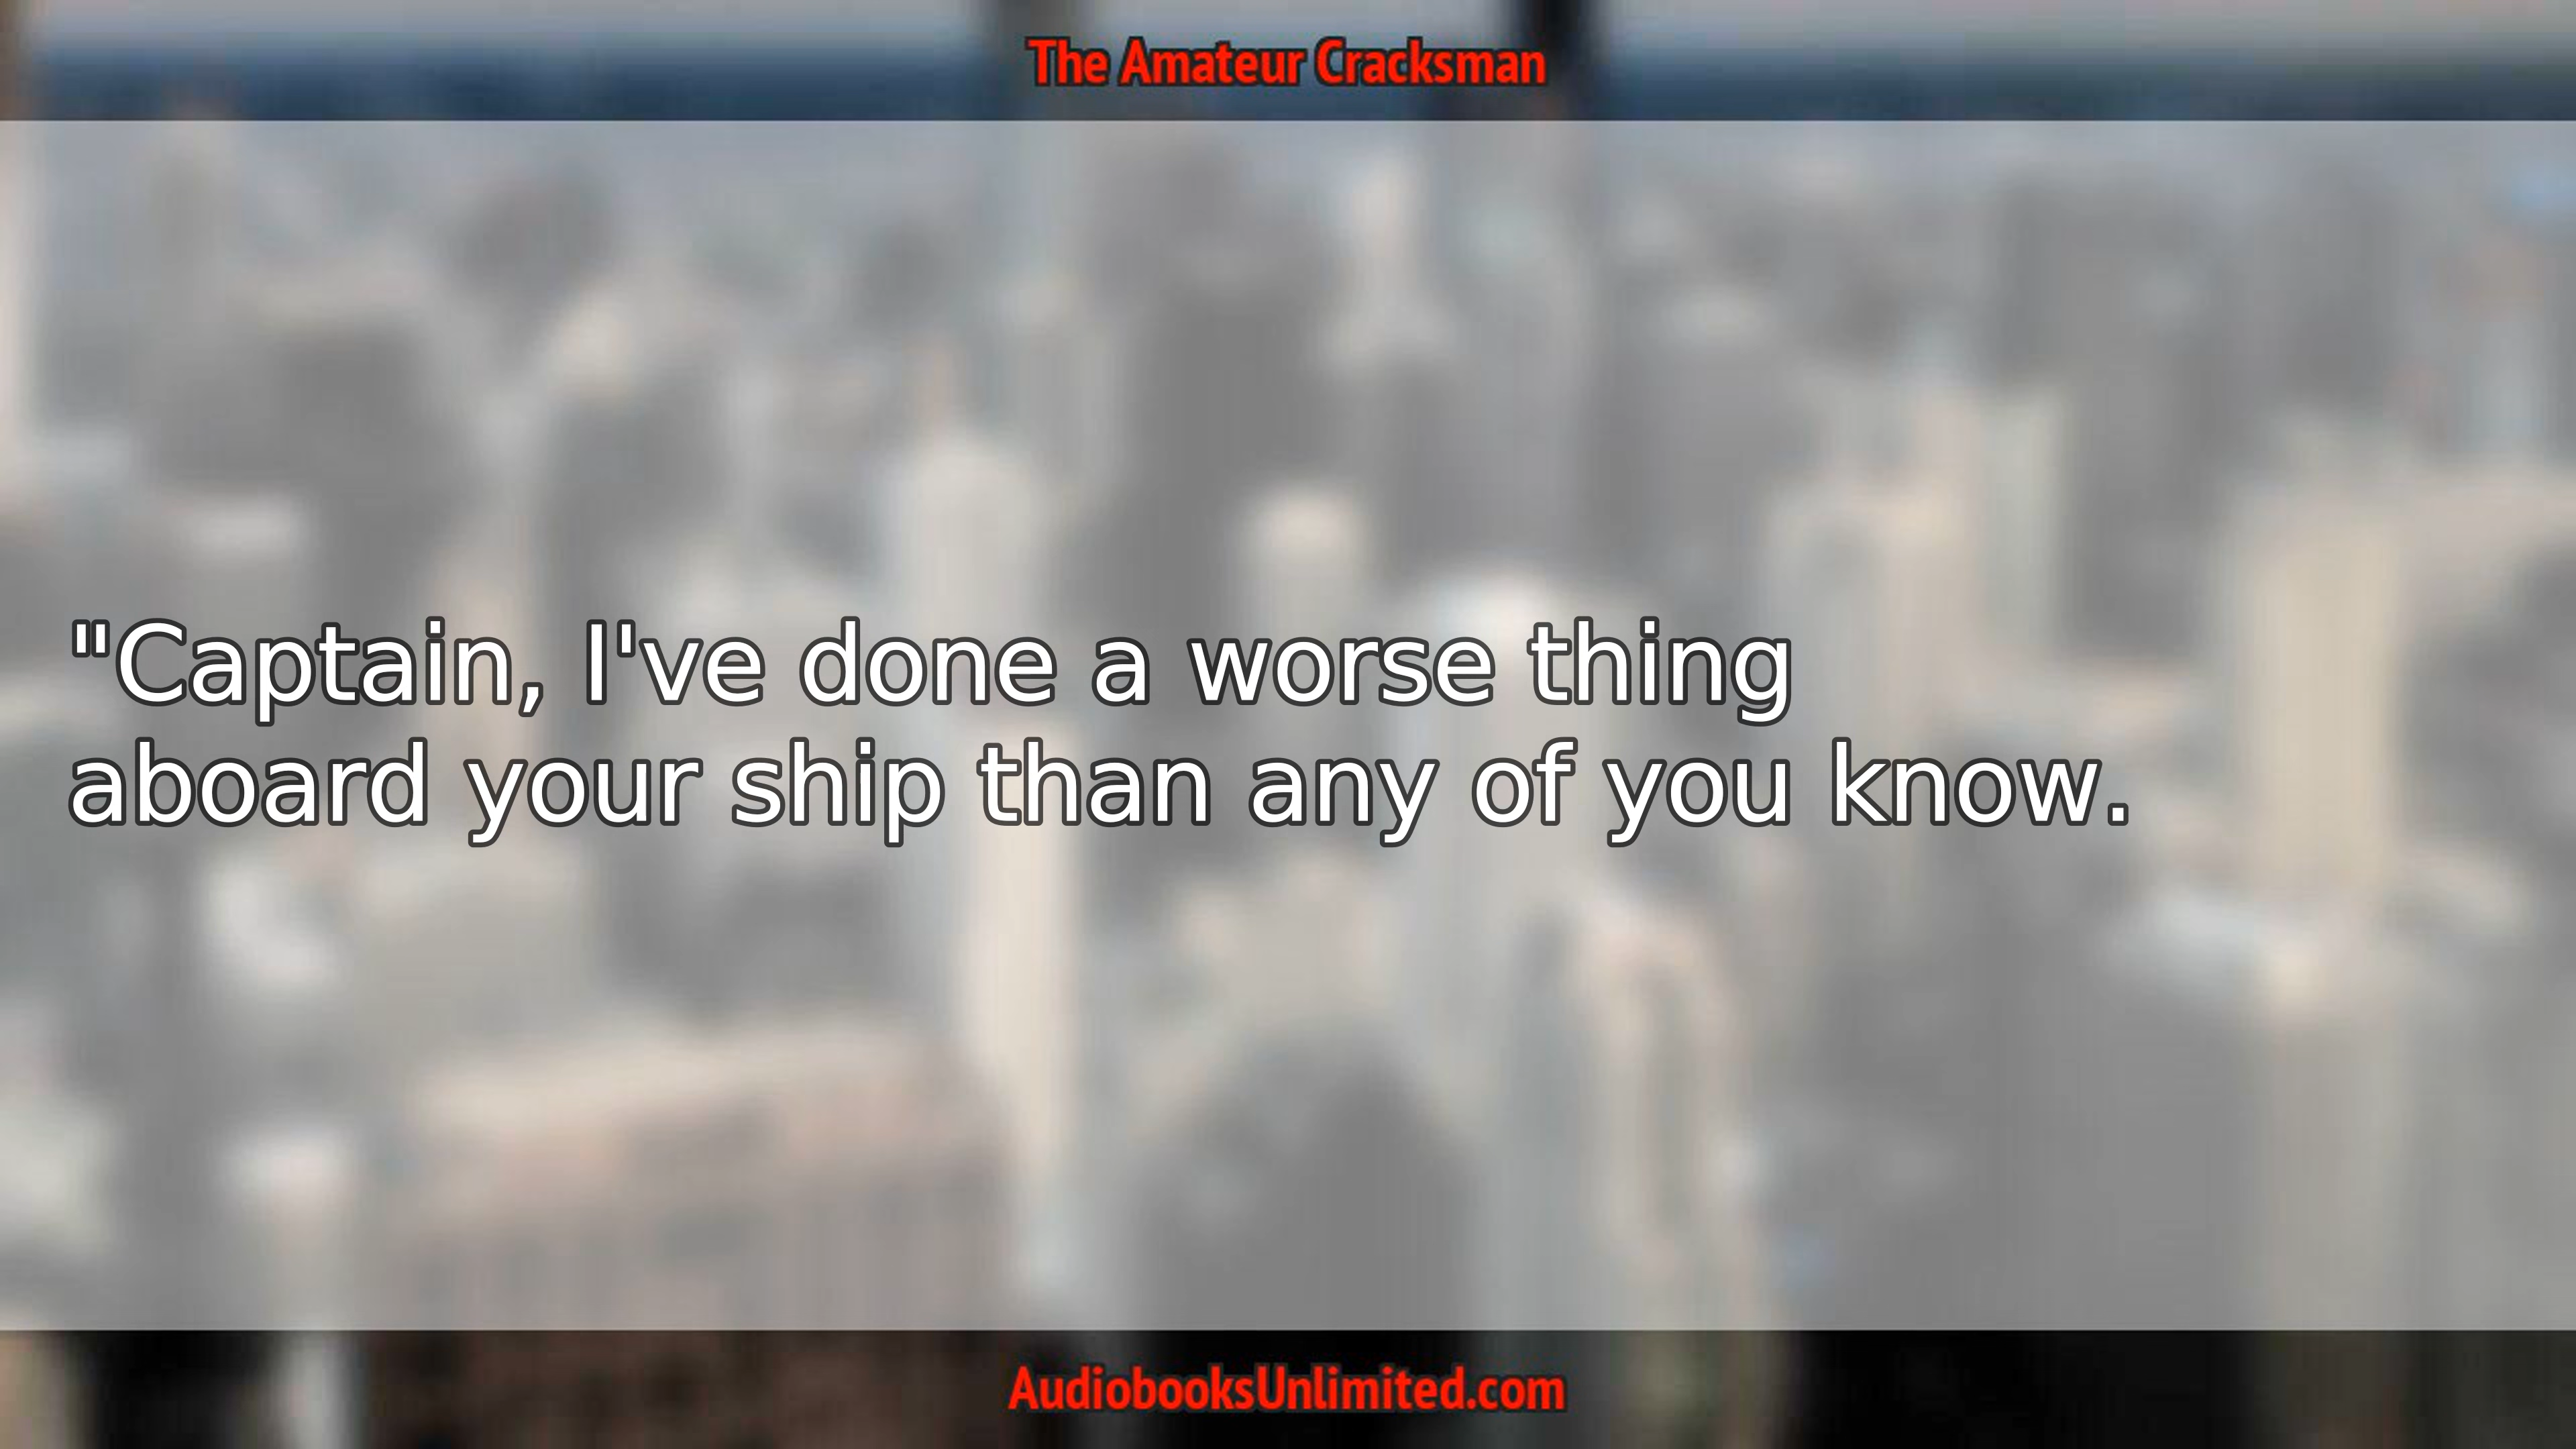 The Amateur Cracksman
"Captain, I've done a worse thing
aboard your ship than any of you know.
AudiobooksUnlimited.com